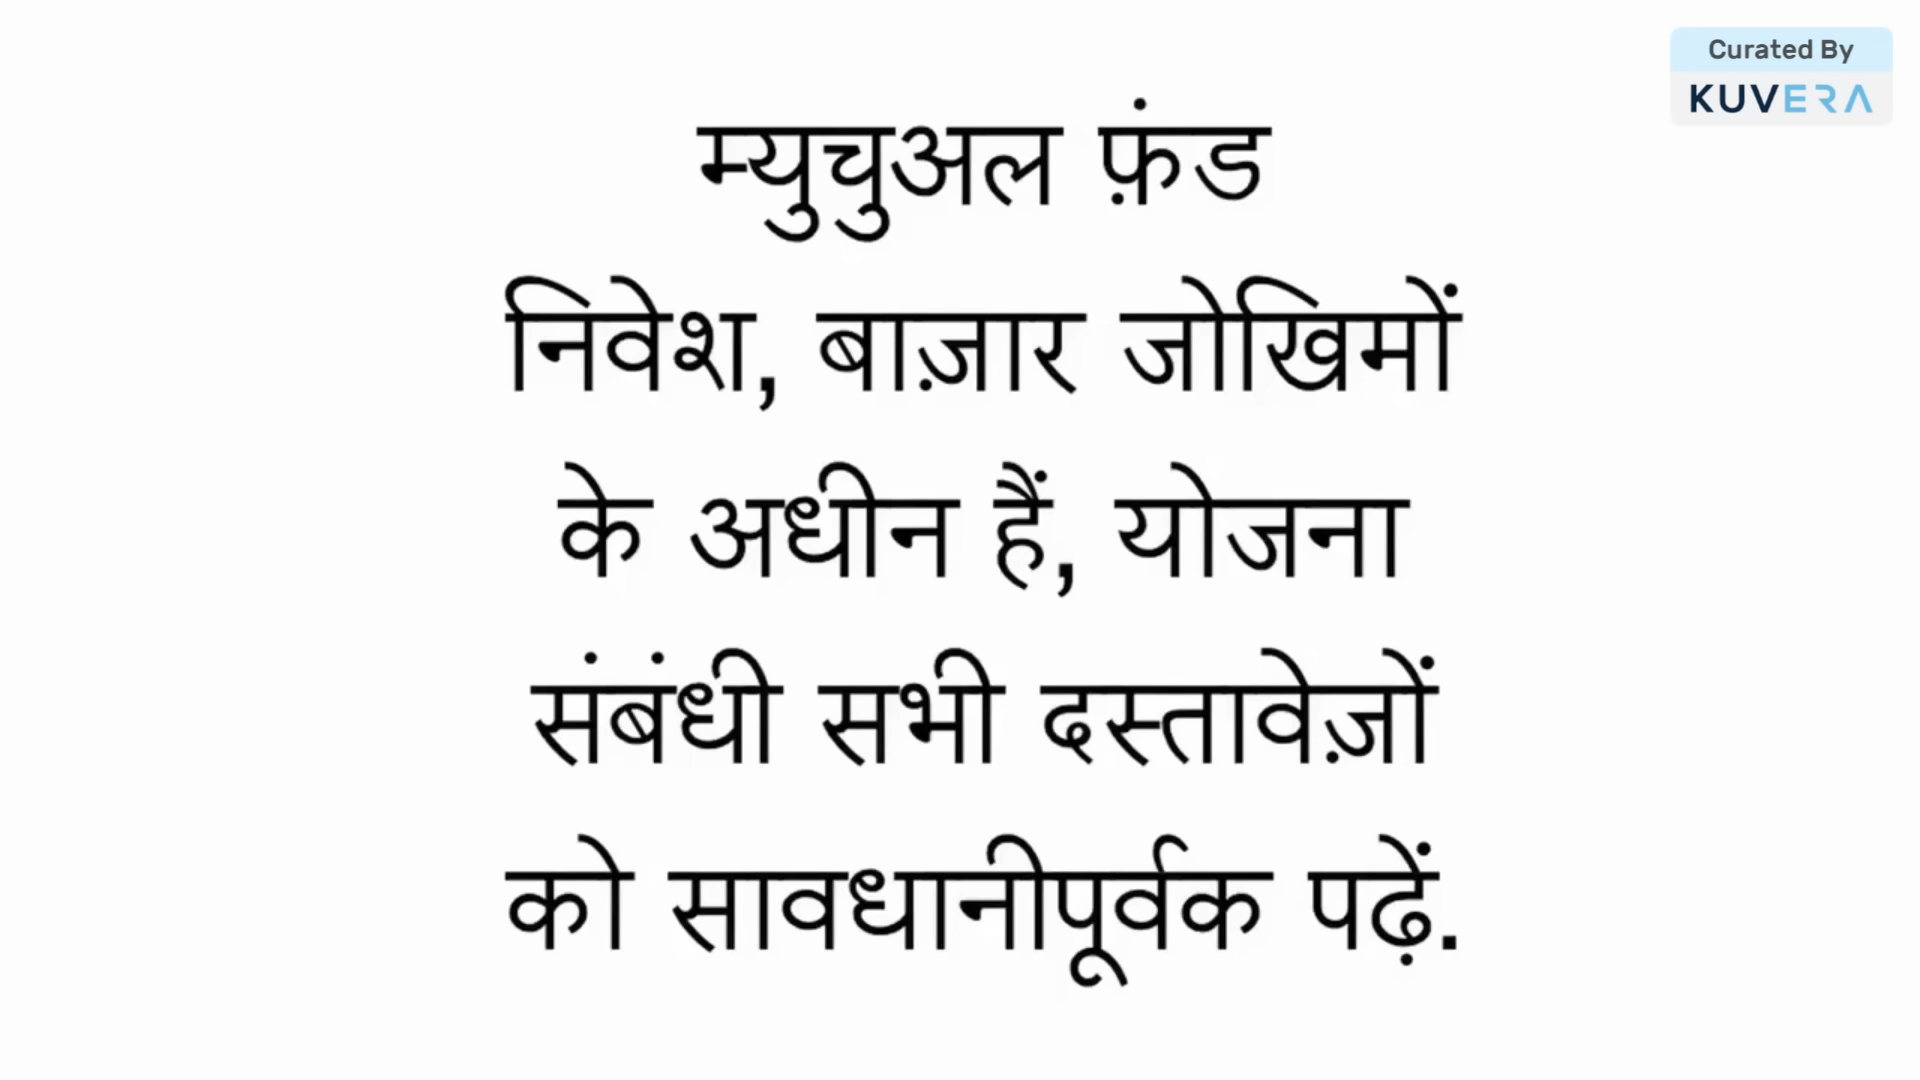 Curated By
KUVERA
म्युचुअल फ़ंड
निवेश, बाज़ार जोखिमों
के अधीन हैं, योजना
संबंधी सभी दस्तावेज़ों
को सावधानीपूर्वक पढ़ें.